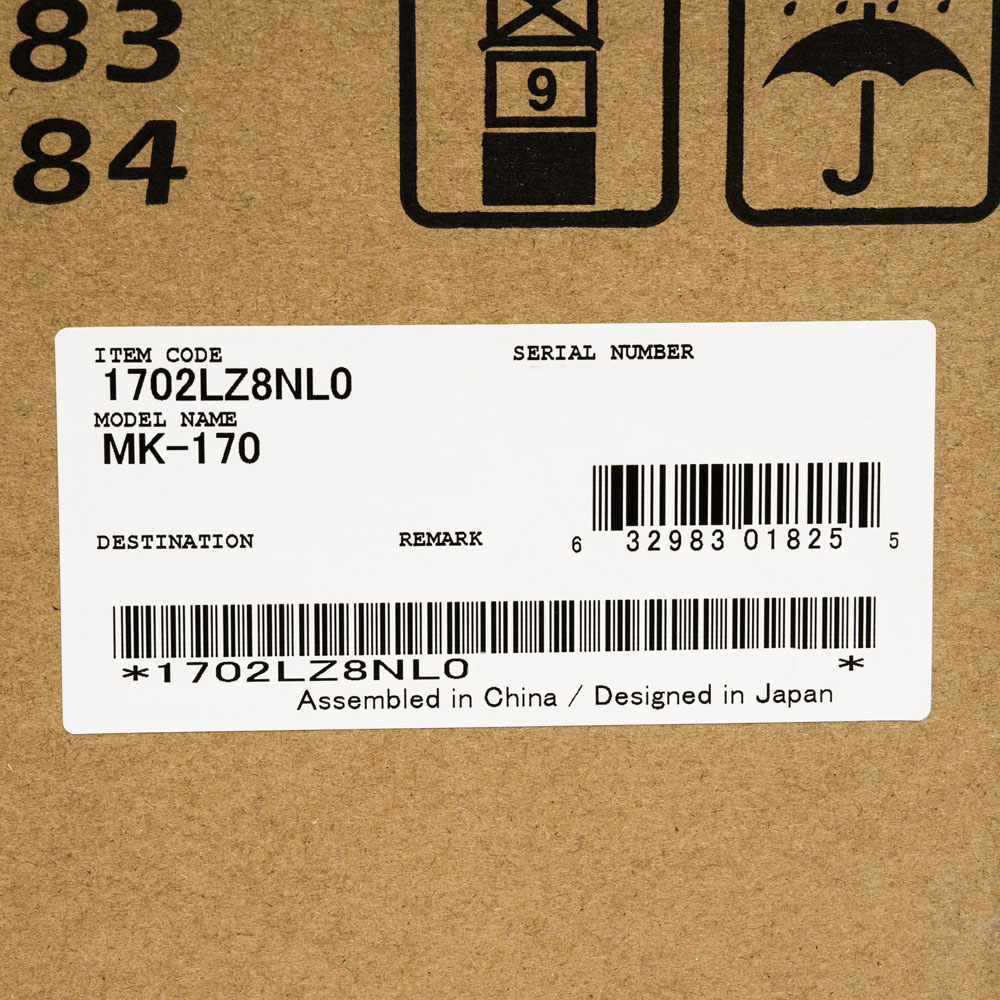 83
84
9
ITEM CODE
1702LZ8NL0
SERIAL NUMBER
MODEL NAME
MK-170
DESTINATION
REMARK
6 32983 01825 5
*1702LZ8NL0 *
Assembled in China / Designed in Japan